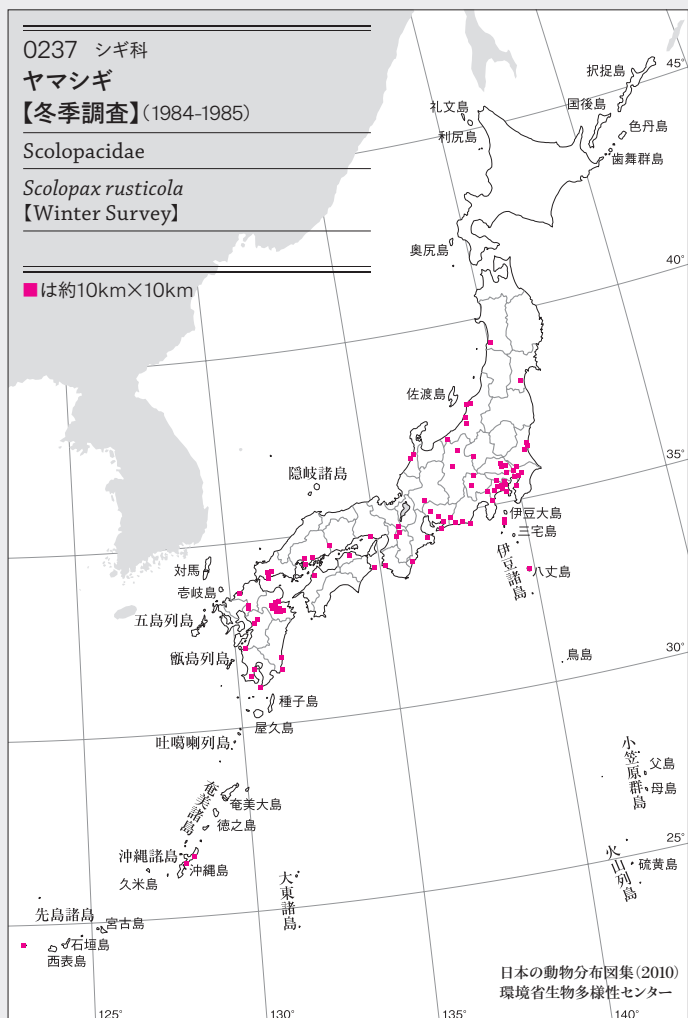 0237 シギ科
ヤマシギ
【冬季調査】(1984-1985)
Scolopacidae
Scolopax rusticola
【Winter Survey】
■は約10km×10km
45°
択捉島
国後島
色丹島
歯舞群島
礼文島
利尻島
奥尻島
40°
佐渡島
35°
隠岐諸島
伊豆大島
三宅島
伊豆諸島
八丈島
対馬
壱岐島
五島列島
甑島列島
30°
鳥島
種子島
屋久島
吐噶喇列島
小笠原群島
父島
母島
奄美諸島
奄美大島
徳之島
25°
沖縄諸島
沖縄島
久米島
火山列島
硫黄島
大東諸島
先島諸島
宮古島
石垣島
西表島
日本の動物分布図集(2010)
環境省生物多様性センター
125°
130°
135°
140°